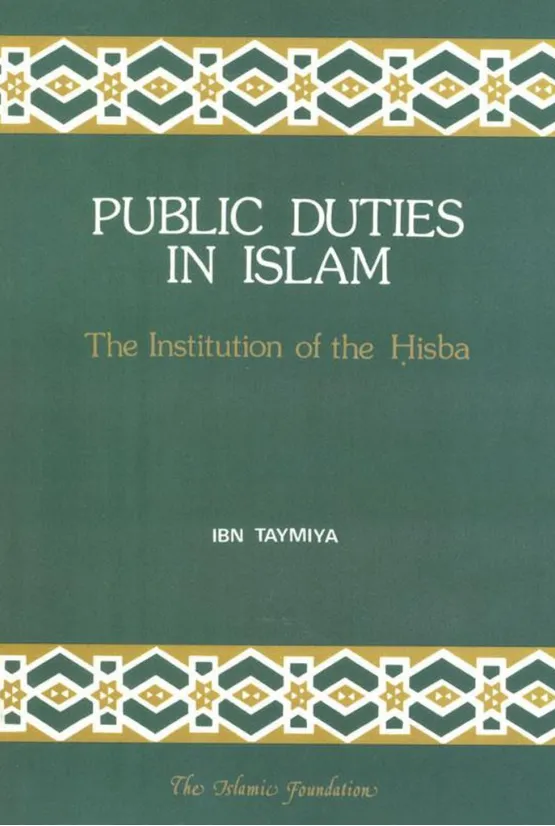 PUBLIC DUTIES
IN ISLAM
The Institution of the Ḥisba
IBN TAYMIYA
The Islamic Foundation